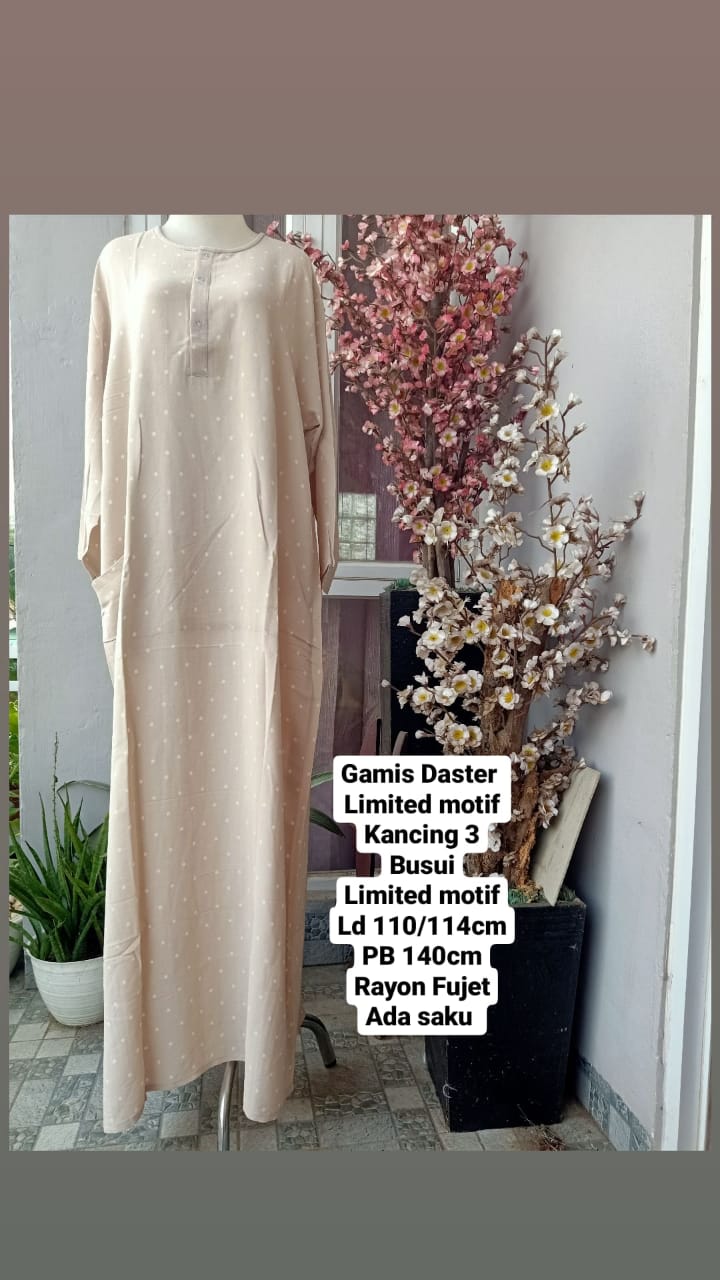 Gamis Daster
Limited motif
Kancing 3
Busui
Limited motif
Ld 110/114cm
PB 140cm
Rayon Fujet
Ada saku